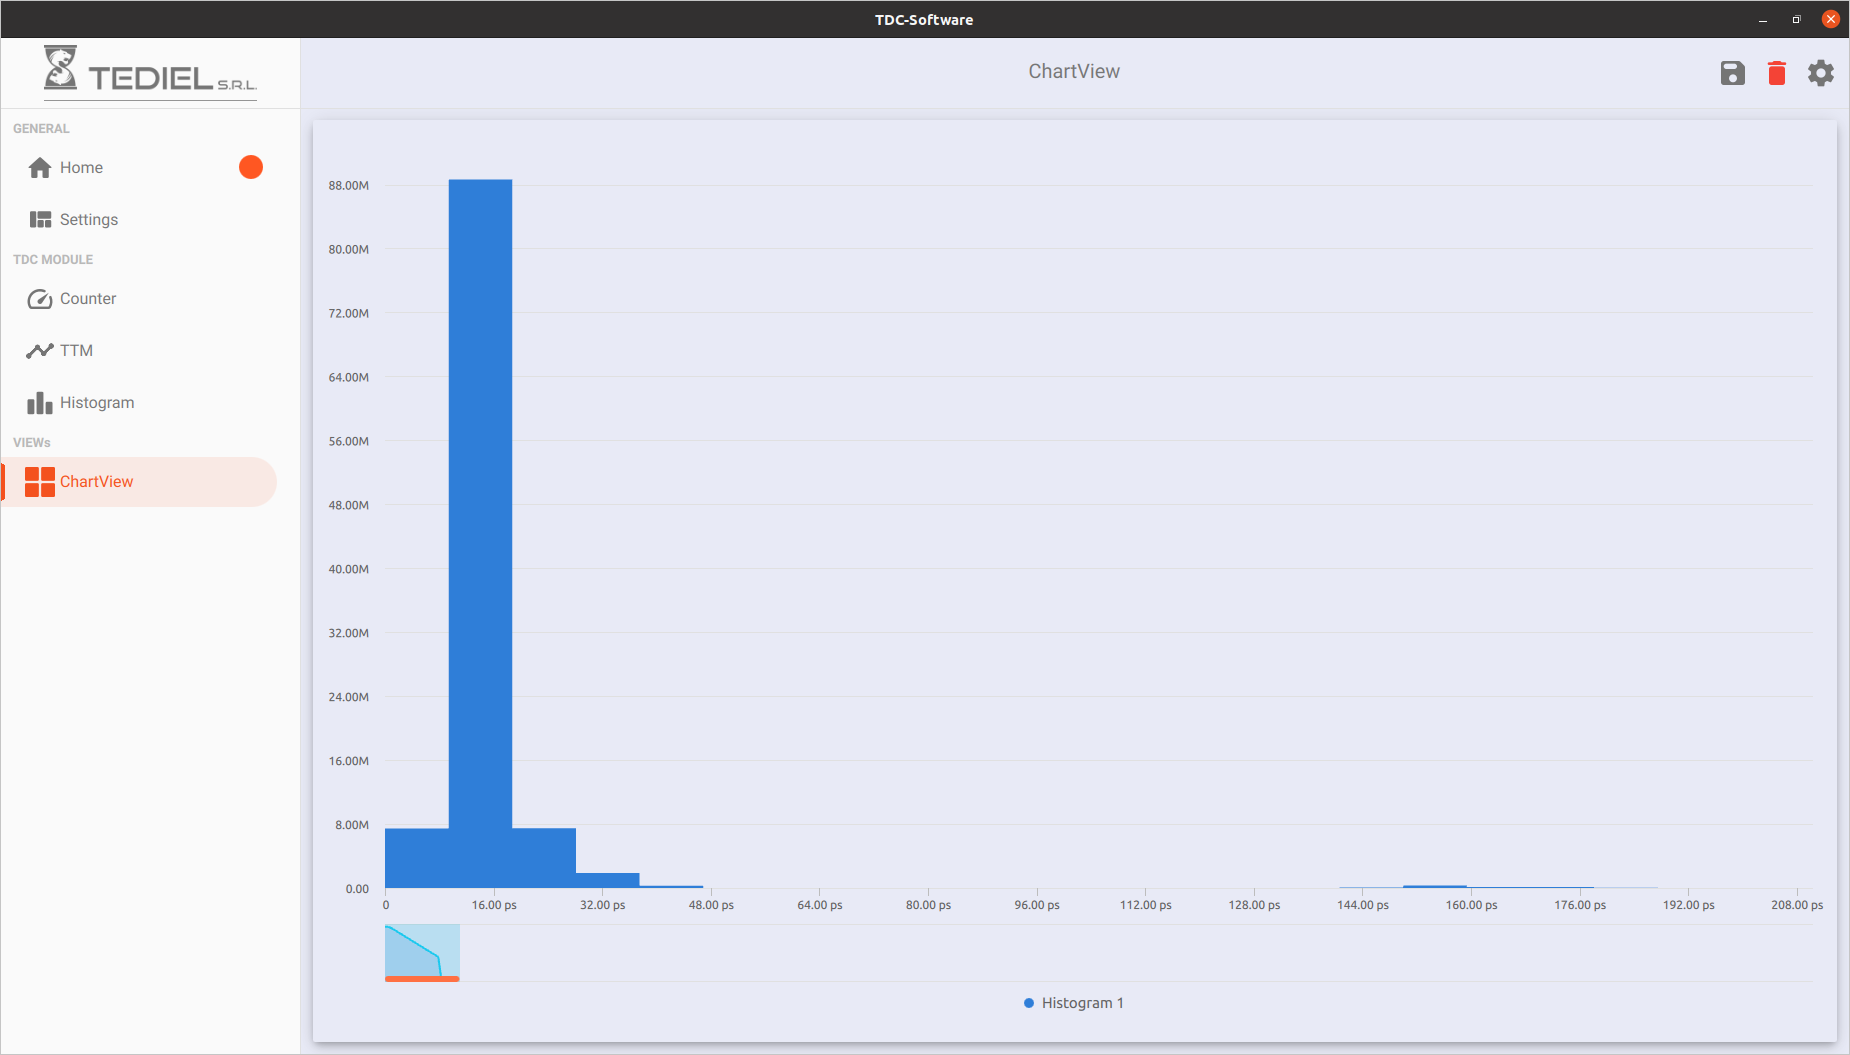 TDC-Software
TEDIEL S.R.L.
ChartView
GENERAL
Home
Settings
TDC MODULE
Counter
TTM
Histogram
VIEWs
ChartView
88.00M
80.00M
72.00M
64.00M
56.00M
48.00M
40.00M
32.00M
24.00M
16.00M
8.00M
0.00
0 16.00 ps 32.00 ps 48.00 ps 64.00 ps 80.00 ps 96.00 ps 112.00 ps 128.00 ps 144.00 ps 160.00 ps 176.00 ps 192.00 ps 208.00 ps
Histogram 1